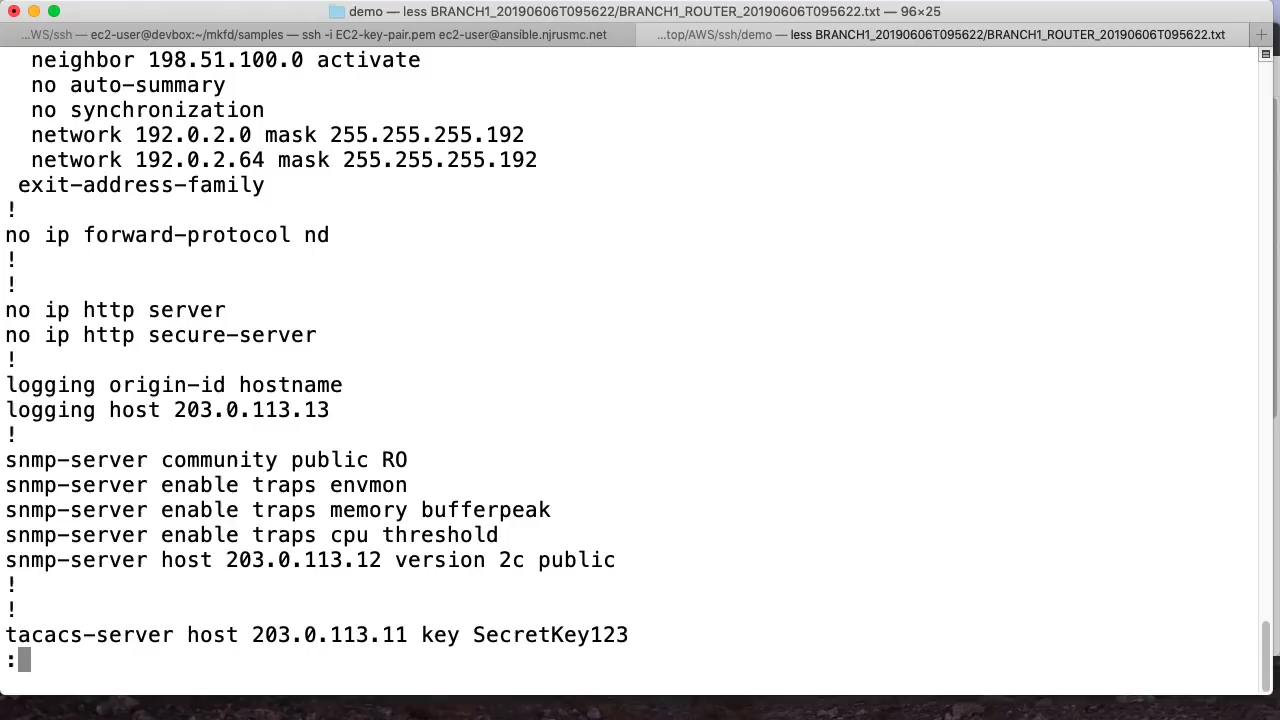 demo — less BRANCH1_20190606T095622/BRANCH1_ROUTER_20190606T095622.txt — 96×25
...WS/ssh — ec2-user@devbox:~/mkfd/samples — ssh -i EC2-key-pair.pem ec2-user@ansible.njrusmc.net
...top/AWS/ssh/demo — less BRANCH1_20190606T095622/BRANCH1_ROUTER_20190606T095622.txt
neighbor 198.51.100.0 activate
no auto-summary
no synchronization
network 192.0.2.0 mask 255.255.255.192
network 192.0.2.64 mask 255.255.255.192
exit-address-family
!
no ip forward-protocol nd
!
!
no ip http server
no ip http secure-server
!
logging origin-id hostname
logging host 203.0.113.13
!
snmp-server community public RO
snmp-server enable traps envmon
snmp-server enable traps memory bufferpeak
snmp-server enable traps cpu threshold
snmp-server host 203.0.113.12 version 2c public
!
!
tacacs-server host 203.0.113.11 key SecretKey123
: